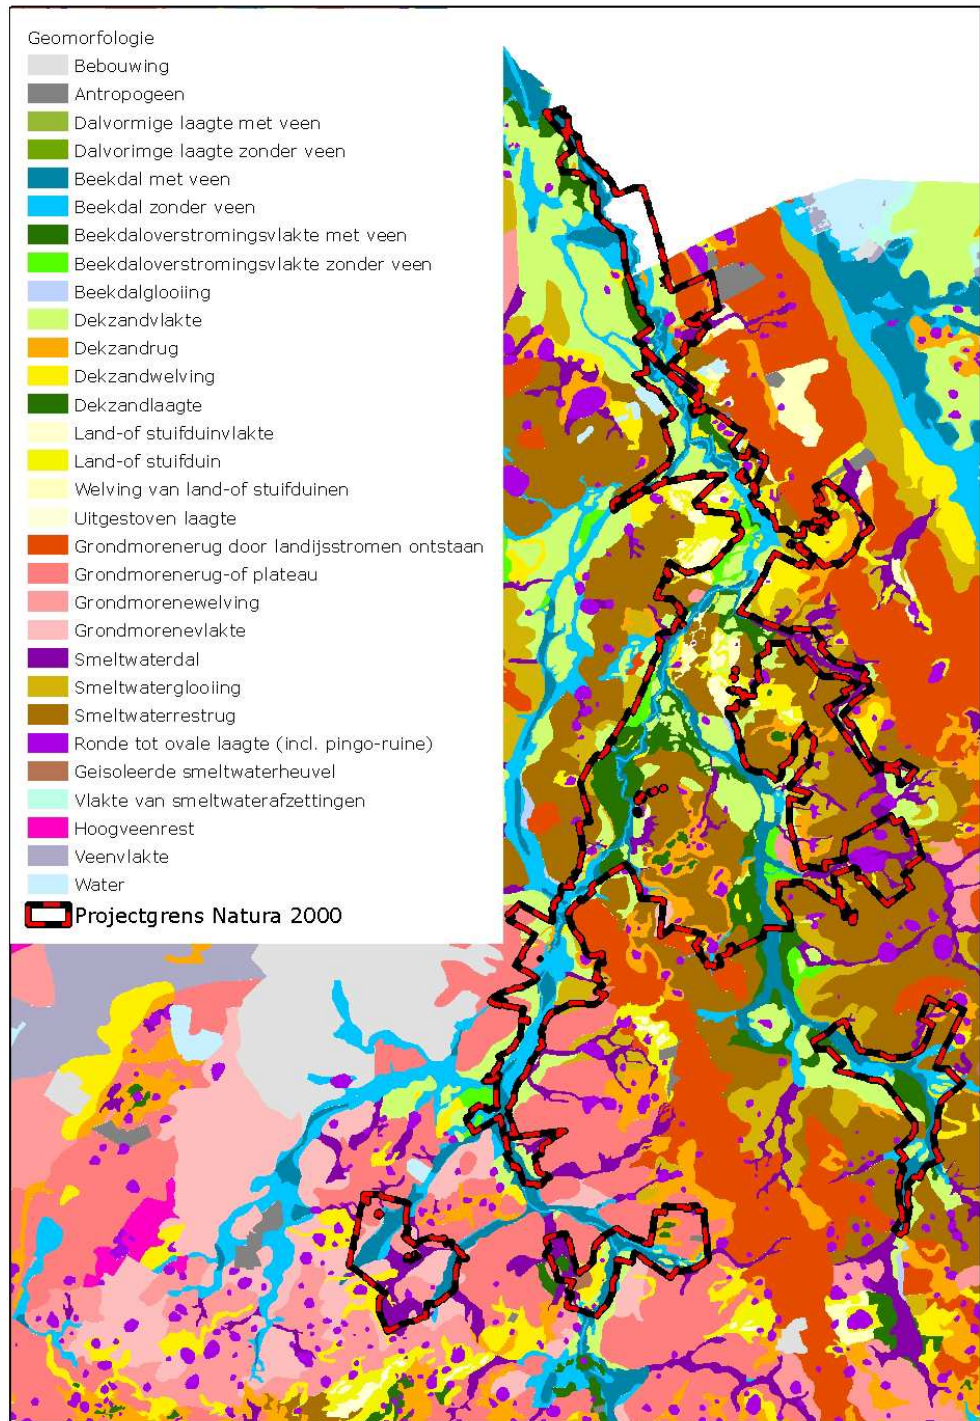 Geomorfologie
Bebouwing
Antropogeen
Dalvormige laagte met veen
Dalvorimge laagte zonder veen
Beekdal met veen
Beekdal zonder veen
Beekdaloverstromingsvlakte met veen
Beekdaloverstromingsvlakte zonder veen
Beekdalglooiing
Dekzandvlakte
Dekzandrug
Dekzandwelving
Dekzandlaagte
Land-of stuifduinvlakte
Land-of stuifduin
Welving van land-of stuifduinen
Uitgestoven laagte
Grondmorenerug door landijsstromen ontstaan
Grondmorenerug-of plateau
Grondmorenewelving
Grondmorenevlakte
Smeltwaterdal
Smeltwaterglooiing
Smeltwaterrestrug
Ronde tot ovale laagte (incl. pingo-ruine)
Geisoleerde smeltwaterheuvel
Vlakte van smeltwaterafzettingen
Hoogveenrest
Veenvlakte
Water
Projectgrens Natura 2000